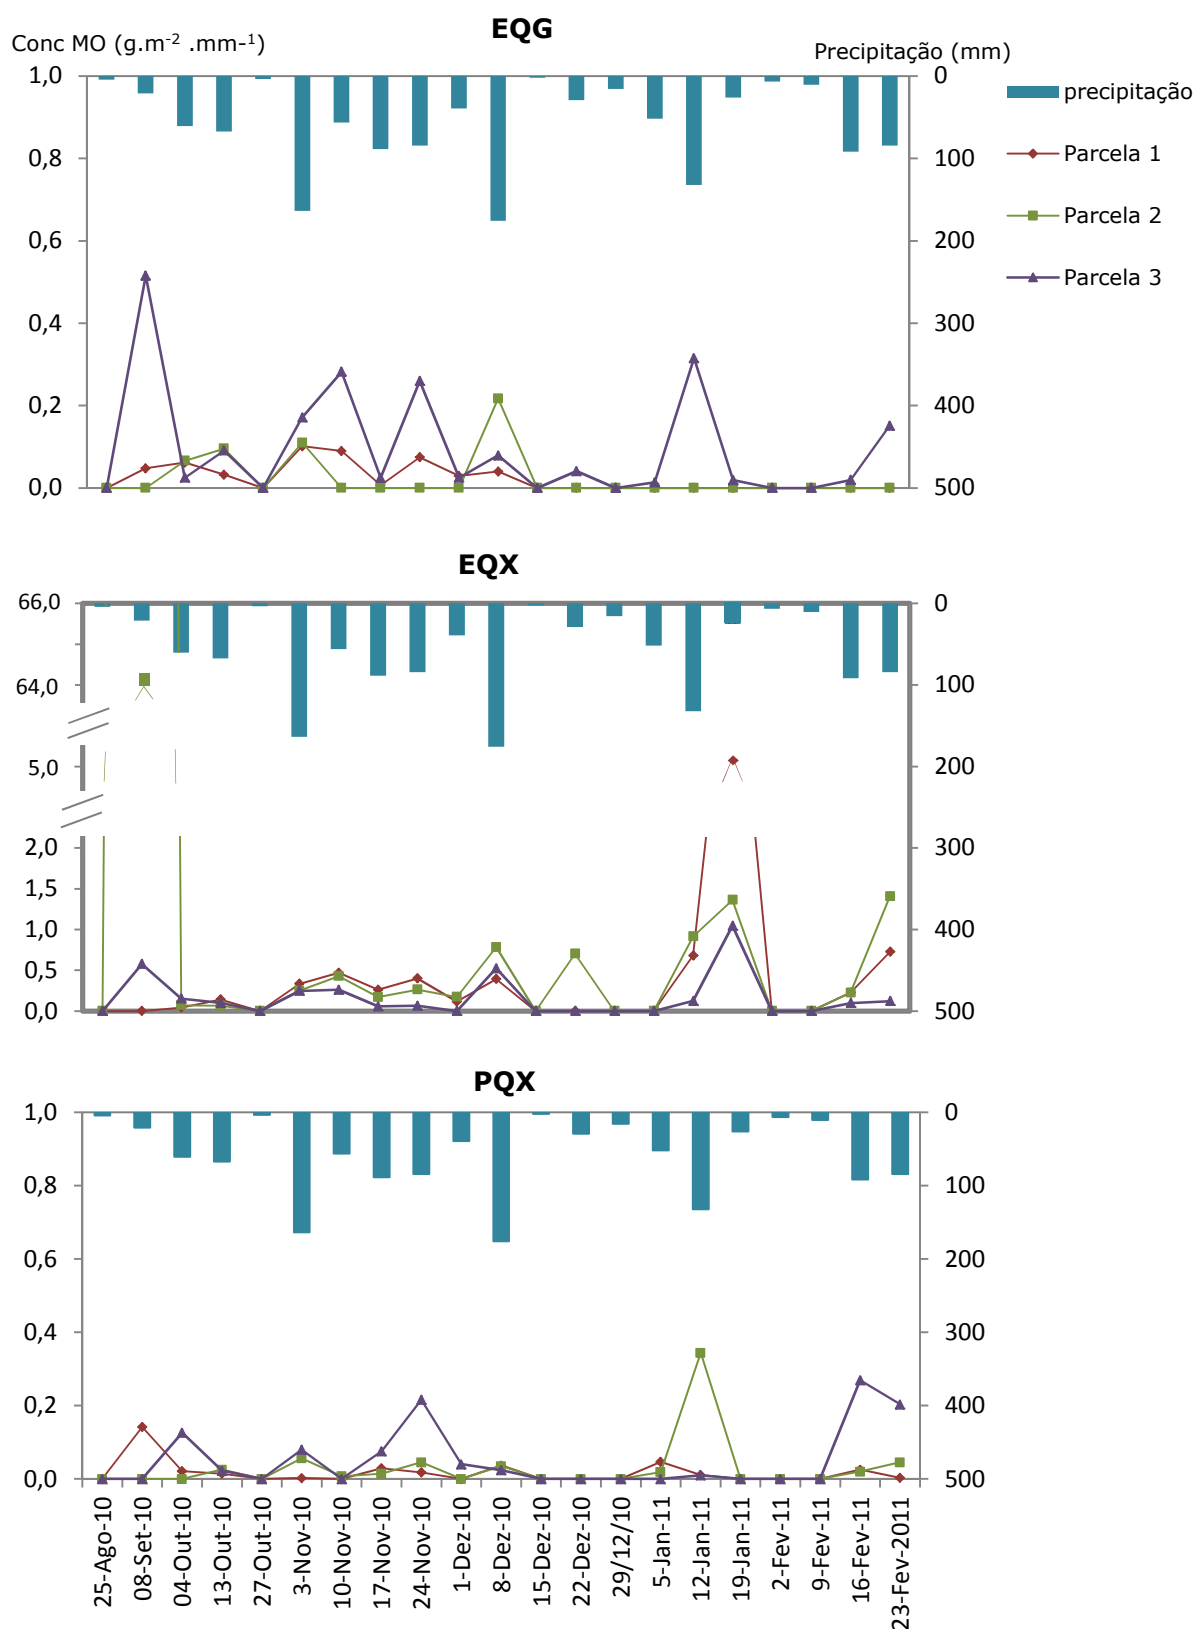 EQG
Conc MO (g.m-2 .mm-1)
Precipitação (mm)
1,0
0,8
0,6
0,4
0,2
0,0
0
100
200
300
400
500
precipitação
Parcela 1
Parcela 2
Parcela 3
EQX
66,0
64,0
5,0
2,0
1,5
1,0
0,5
0,0
0
100
200
300
400
500
PQX
1,0
0,8
0,6
0,4
0,2
0,0
0
100
200
300
400
500
25-Ago-10
08-Set-10
04-Out-10
13-Out-10
27-Out-10
3-Nov-10
10-Nov-10
17-Nov-10
24-Nov-10
1-Dez-10
8-Dez-10
15-Dez-10
22-Dez-10
29/12/10
5-Jan-11
12-Jan-11
19-Jan-11
2-Fev-11
9-Fev-11
16-Fev-11
23-Fev-2011